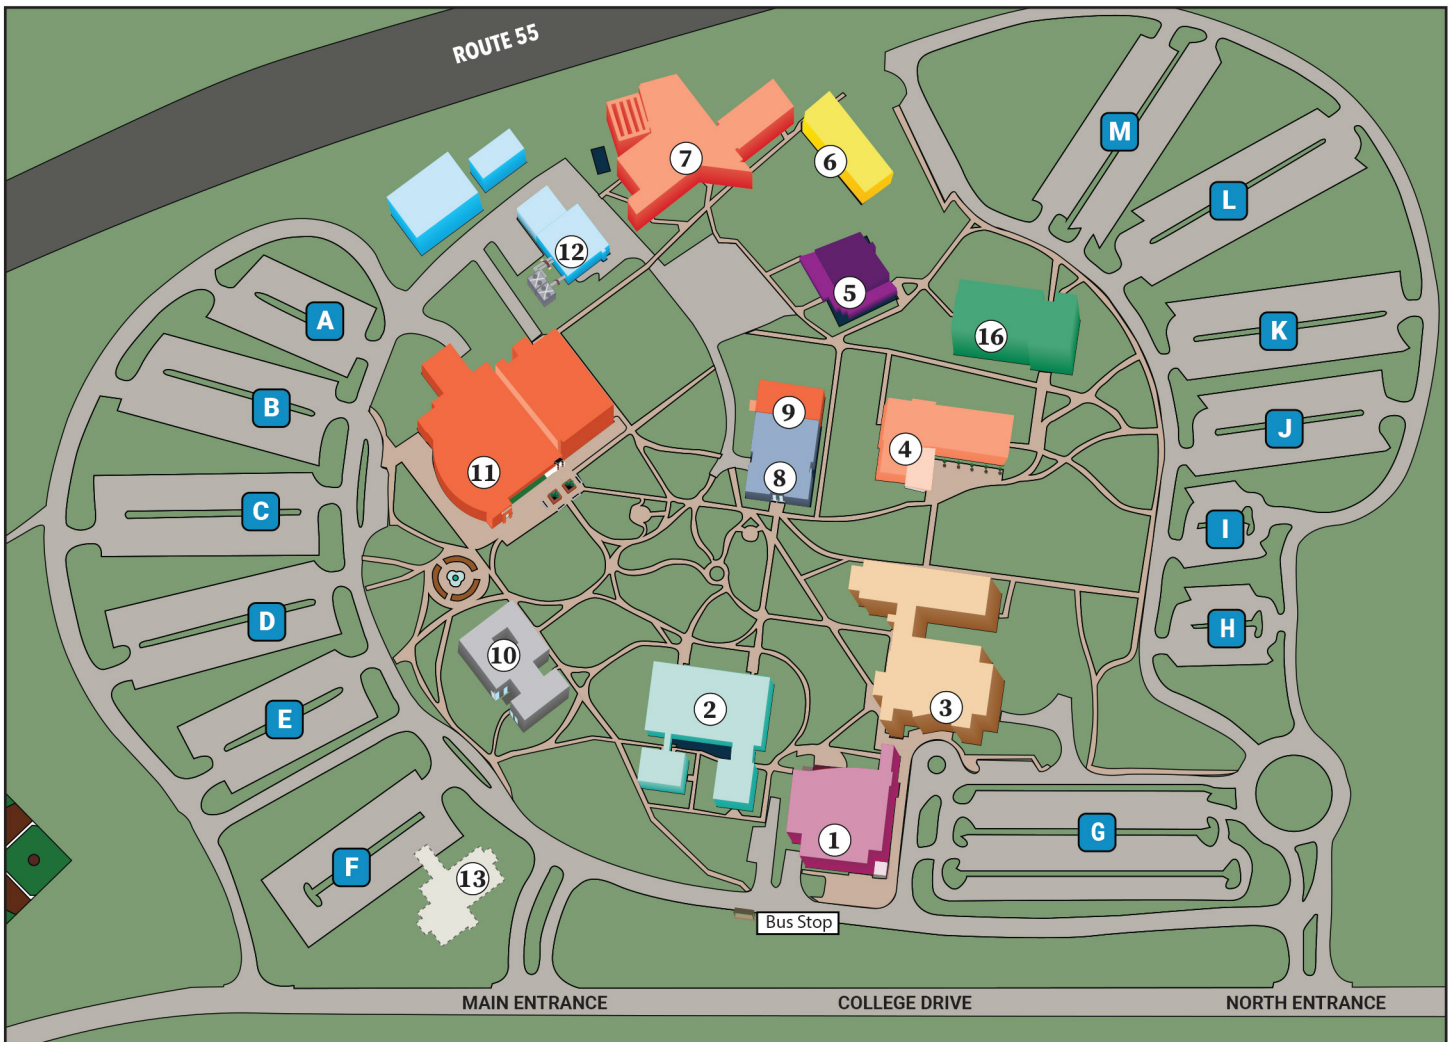 ROUTE 55
M
7
6
L
12
5
A
K
16
B
9
J
4
11
8
C
I
D
H
10
E
2
3
G
1
F
13
Bus Stop
MAIN ENTRANCE
COLLEGE DRIVE
NORTH ENTRANCE